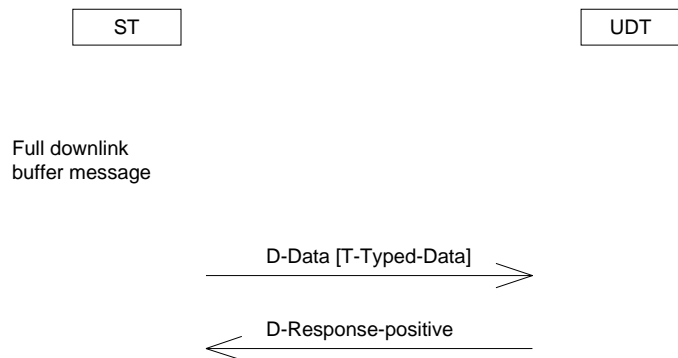 ST
UDT
Full downlink
buffer message
D-Data [T-Typed-Data]
D-Response-positive